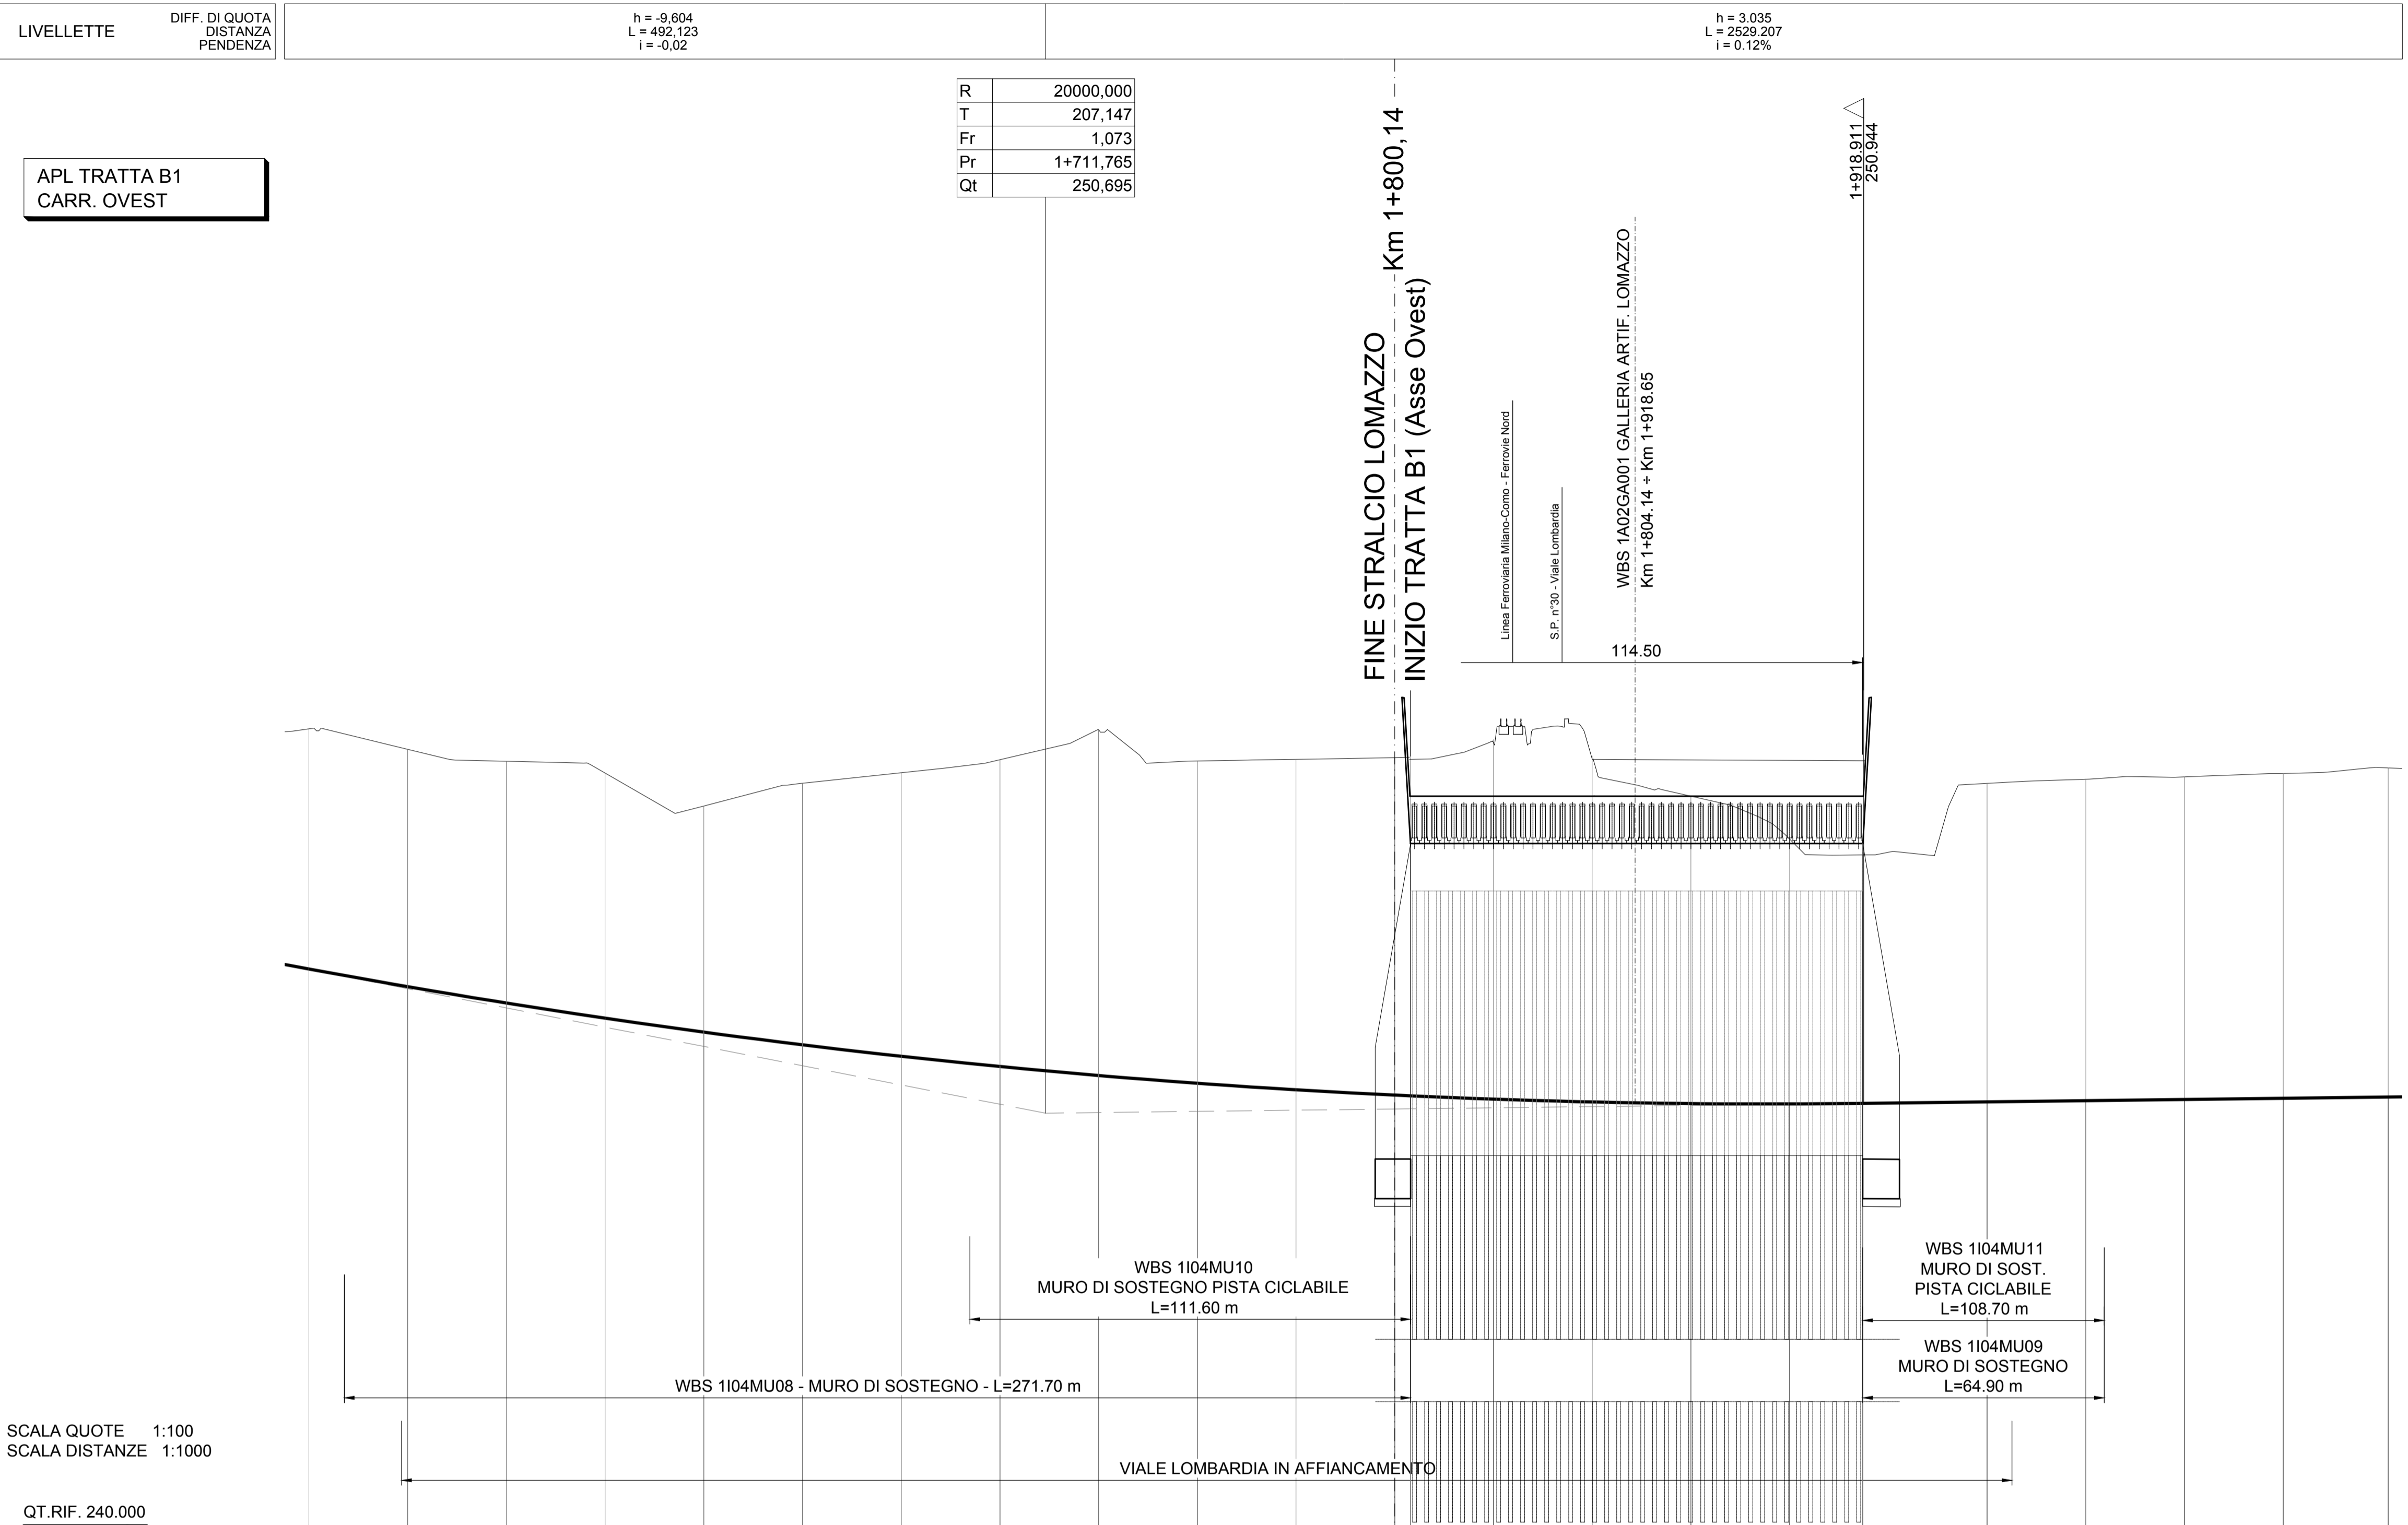 LIVELLETTE
DIFF. DI QUOTA
DISTANZA
PENDENZA
h = -9,604
L = 492,123
i = -0,02
h = 3.035
L = 2529.207
i = 0.12%
R 20000,000
T 207,147
Fr 1,073
Pr 1+711,765
Qt 250,695
APL TRATTA B1
CARR. OVEST
FINE STRALCIO LOMAZZO
Km 1+800,14
INIZIO TRATTA B1 (Asse Ovest)
Linea Ferroviaria Milano-Como - Ferrovie Nord
S.P. n°30 - Viale Lombardia
WBS 1A02GA001 GALLERIA ARTIF. LOMAZZO
Km 1+804.14 ÷ Km 1+918.65
1+918.911
250.944
114.50
WBS 1I04MU10
MURO DI SOSTEGNO PISTA CICLABILE
L=111.60 m
WBS 1I04MU11
MURO DI SOST.
PISTA CICLABILE
L=108.70 m
WBS 1I04MU09
MURO DI SOSTEGNO
L=64.90 m
WBS 1I04MU08 - MURO DI SOSTEGNO - L=271.70 m
VIALE LOMBARDIA IN AFFIANCAMENTO
SCALA QUOTE 1:100
SCALA DISTANZE 1:1000
QT.RIF. 240.000